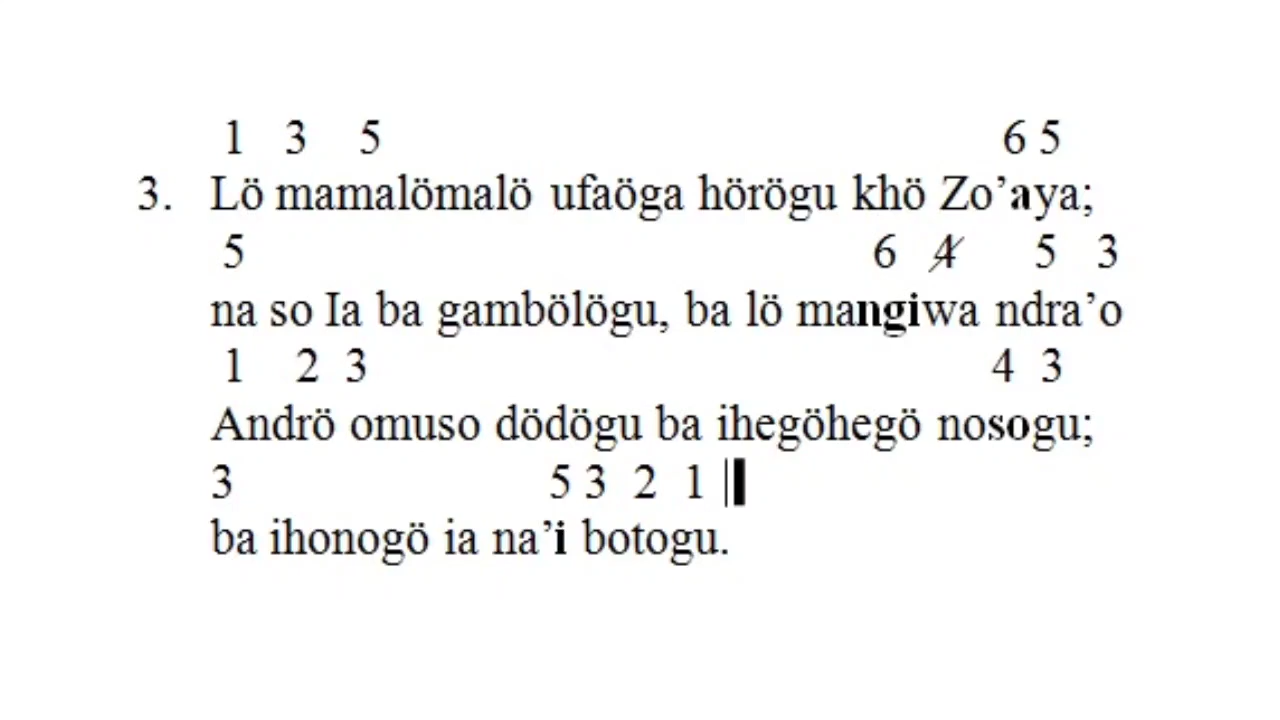 1 3 5 6 5
3. Lö mamalömalö ufaöga hörögu khö Zo’aya;
5 6 4̸ 5 3
na so Ia ba gambölögu, ba lö mangiwa ndra’o
1 2 3 4 3
Andrö omuso dödögu ba ihegöhegö nosogu;
3 5 3 2 1
ba ihonogö ia na’i botogu.